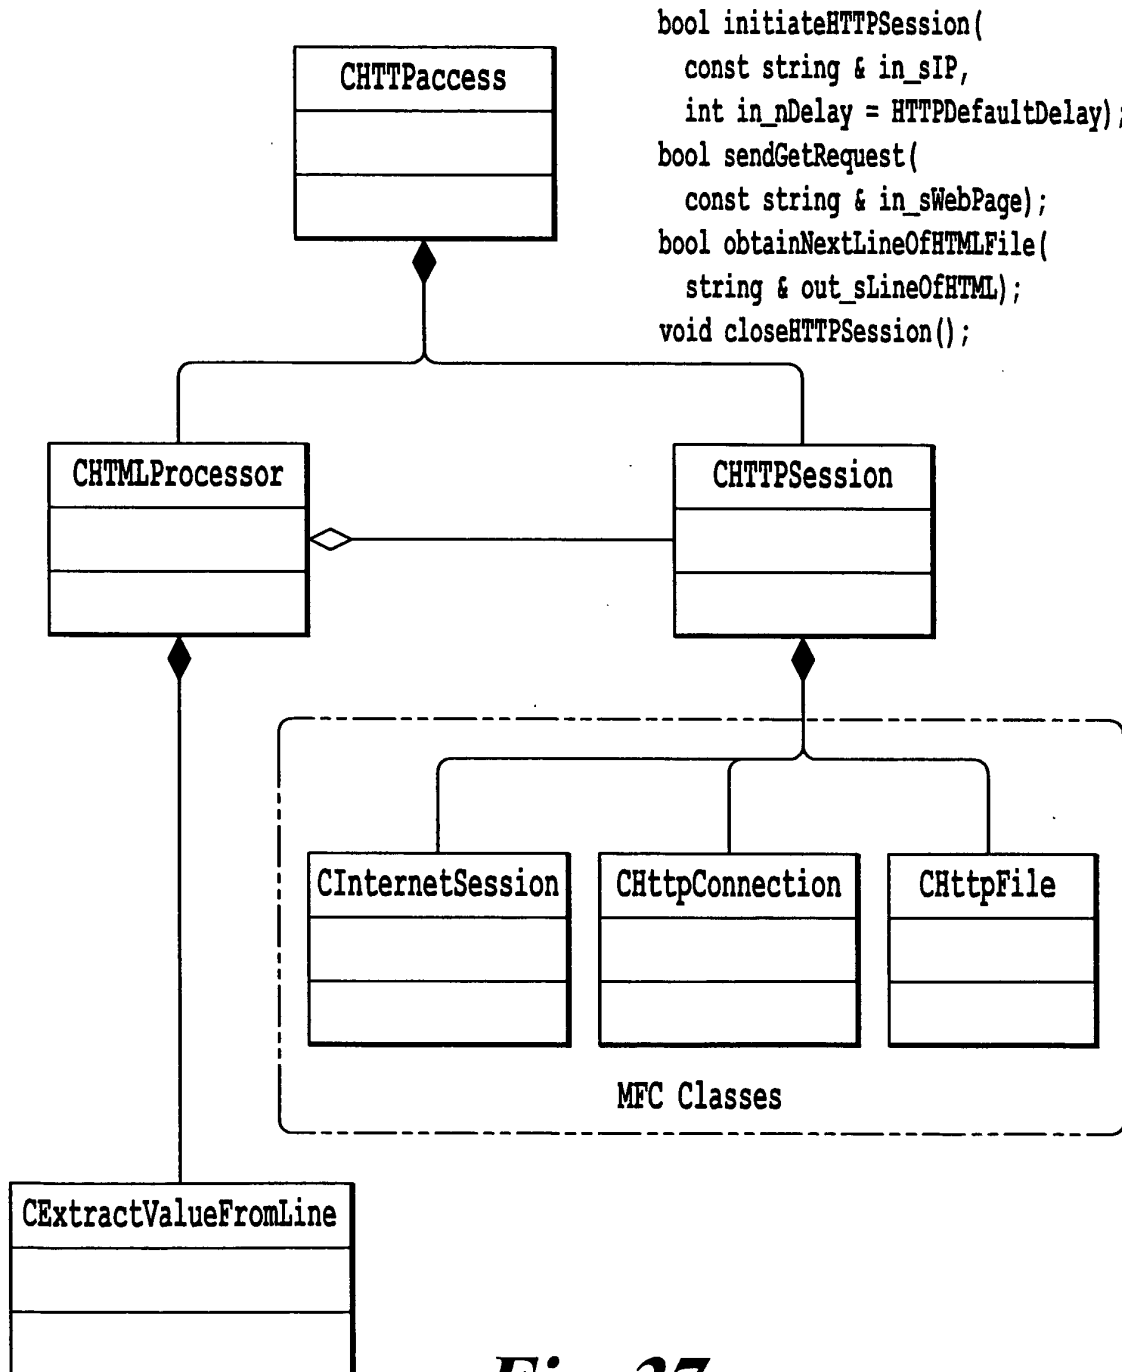 bool initiateHTTPSession(
const string & in_sIP,
int in_nDelay = HTTPDefaultDelay);
bool sendGetRequest(
const string & in_sWebPage);
bool obtainNextLineOfHTMLFile(
string & out_sLineOfHTML);
void closeHTTPSession();
CHTTPaccess
CHTMLProcessor
CHTTPSession
CInternetSession
CHttpConnection
CHttpFile
MFC Classes
CExtractValueFromLine